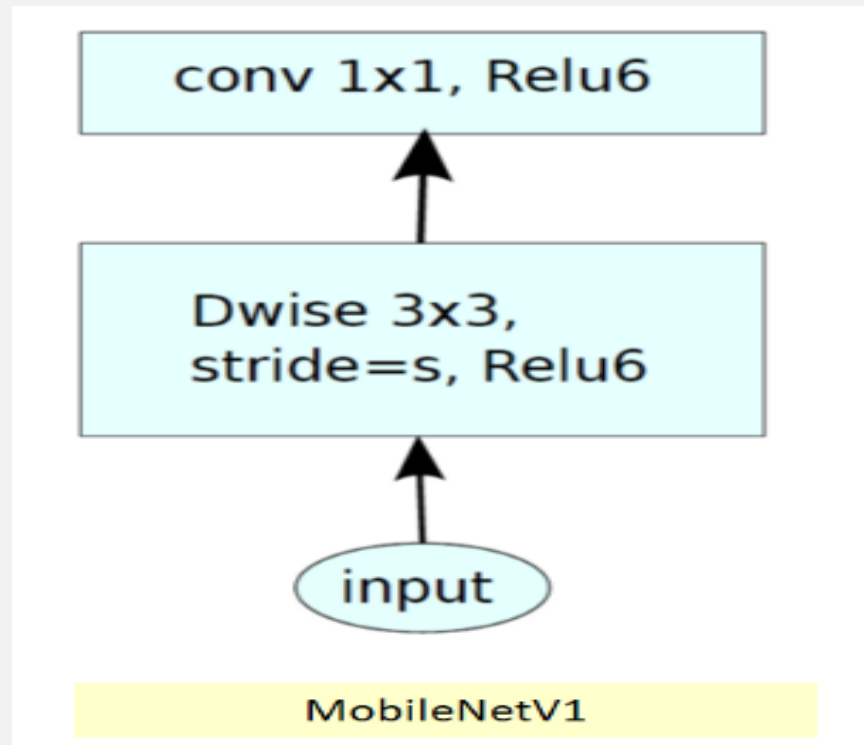 conv 1x1, Relu6
Dwise 3x3,
stride=s, Relu6
input
MobileNetV1